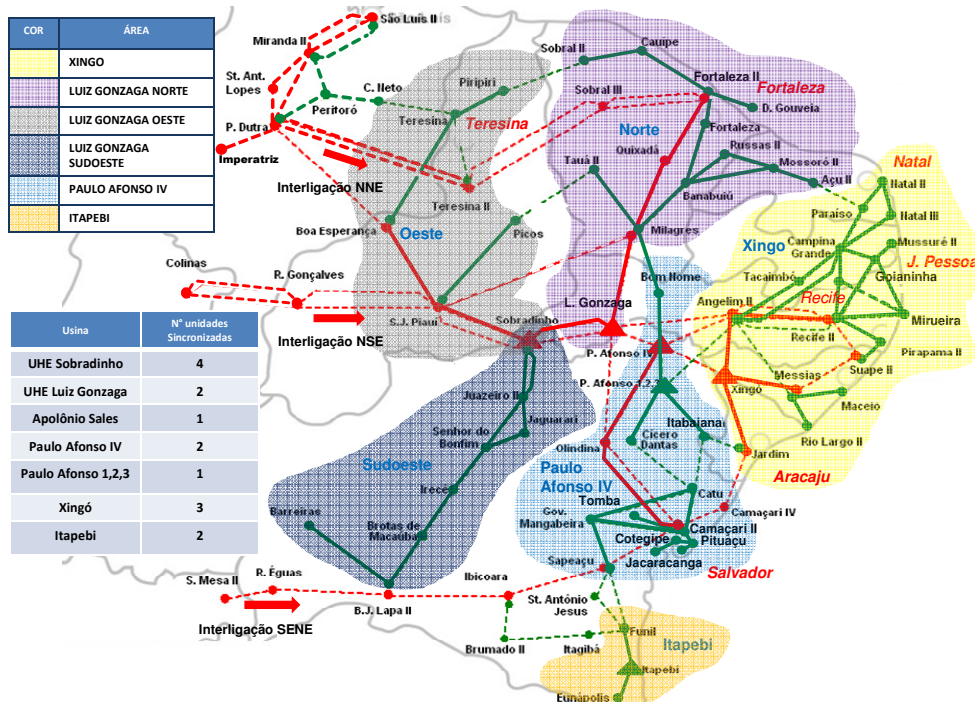 COR ÁREA
XINGO
LUIZ GONZAGA NORTE
LUIZ GONZAGA OESTE
LUIZ GONZAGA
SUDOESTE
PAULO AFONSO IV
ITAPEBI
São Luís II
Miranda II
St. Ant.
Lopes
Peritoró
C. Neto
P. Dutra
Imperatriz
Interligação NNE
Piripiri
Teresina
Teresina
Teresina II
Boa Esperança
Oeste
Picos
Colinas
R. Gonçalves
Interligação NSE
S.J. Piauí
Sobradinho
Sobral II
Cauipe
Fortaleza II
Fortaleza
Sobral III
D. Gouveia
Norte
Fortaleza
Quixadá
Russas II
Tauá II
Mossoró II
Banabuiú
Açu II
Milagres
L. Gonzaga
Natal
Natal II
Paraíso
Natal III
Xingo
Campina
Grande
Mussuré II
J. Pessoa
Goianinha
Tacaimbó
Bom Nome
Angelim II
Recife
Mirueira
Recife II
Pirapama II
Suape II
Messias
Xingo
Maceio
Rio Largo II
P. Afonso IV
P. Afonso 1,2,3
Itabaiana
Cícero
Dantas
Jardim
Aracaju
Olindina
Paulo
Afonso IV
Tomba
Catu
Gov.
Mangabeira
Camaçari IV
Camaçari II
Cotegipe
Pituaçu
Jacaracanga
Sapeaçu
Salvador
Juazeiro II
Jaguarari
Senhor do
Bonfim
Sudoeste
Irecê
Barreiras
Brotas de
Macaúba
Usina N° unidades
Sincronizadas
UHE Sobradinho 4
UHE Luiz Gonzaga 2
Apolônio Sales 1
Paulo Afonso IV 2
Paulo Afonso 1,2,3 1
Xingó 3
Itapebi 2
S. Mesa II
R. Éguas
Interligação SENE
B.J. Lapa II
Ibicoara
St. António
Jesus
Brumado II
Itagibá
Funil
Itapebi
Itapebi
Eunápolis